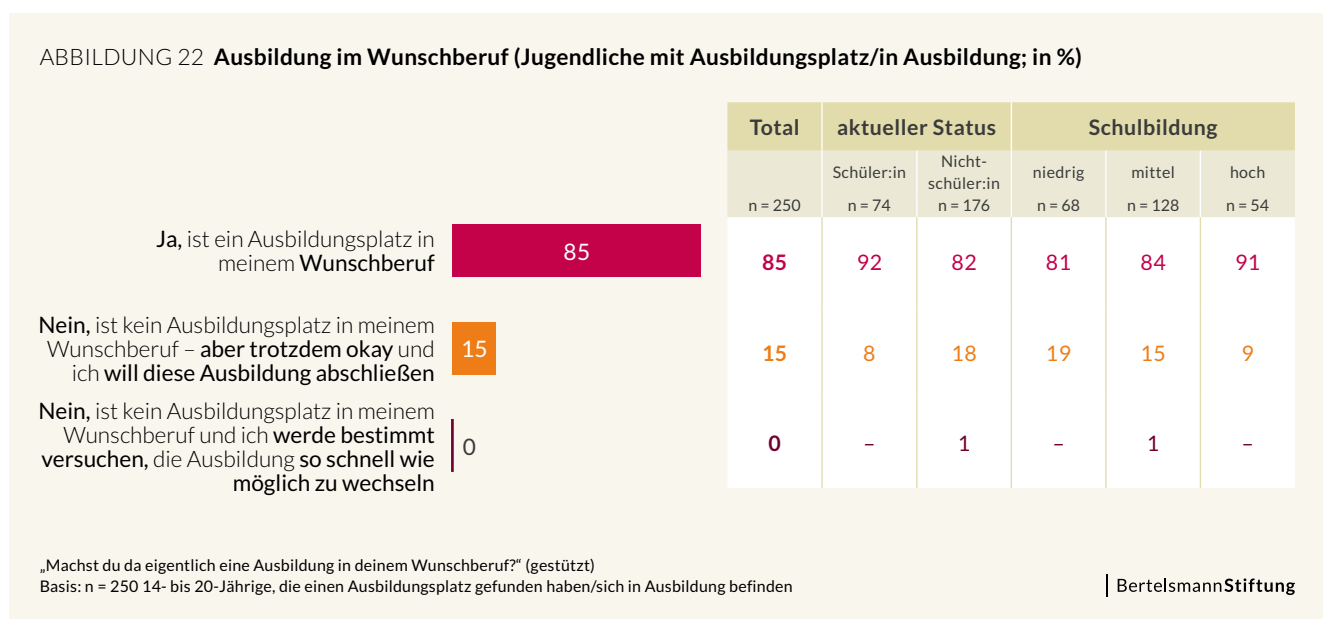 ABBILDUNG 22 Ausbildung im Wunschberuf (Jugendliche mit Ausbildungsplatz/in Ausbildung; in %)
Total aktueller Status Schulbildung
Schüler:in Nicht-
schüler:in niedrig mittel hoch
n = 250 n = 74 n = 176 n = 68 n = 128 n = 54
Ja, ist ein Ausbildungsplatz in
meinem Wunschberuf
85
85 92 82 81 84 91
Nein, ist kein Ausbildungsplatz in meinem
Wunschberuf – aber trotzdem okay und
ich will diese Ausbildung abschließen
15
15 8 18 19 15 9
Nein, ist kein Ausbildungsplatz in meinem
Wunschberuf und ich werde bestimmt
versuchen, die Ausbildung so schnell wie
möglich zu wechseln
0
0 – 1 – 1 –
„Machst du da eigentlich eine Ausbildung in deinem Wunschberuf?“ (gestützt)
Basis: n = 250 14- bis 20-Jährige, die einen Ausbildungsplatz gefunden haben/sich in Ausbildung befinden
BertelsmannStiftung